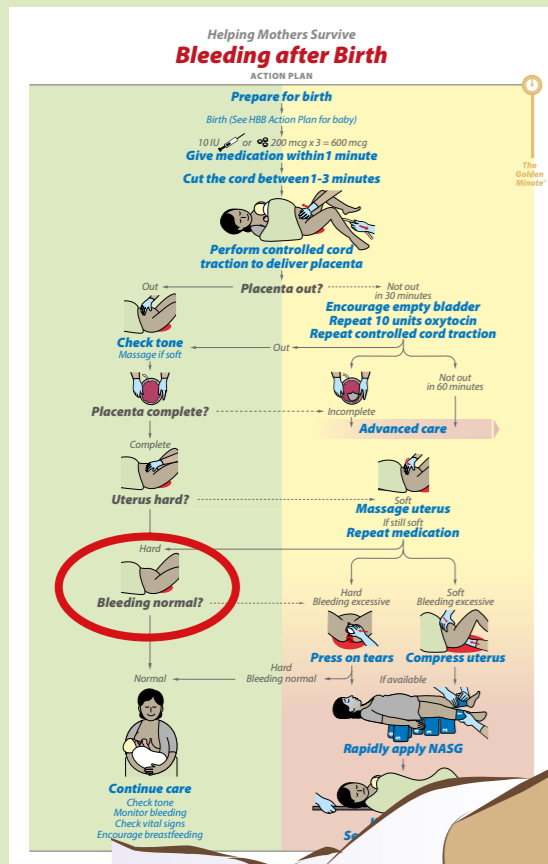 Helping Mothers Survive
Bleeding after Birth
ACTION PLAN
Prepare for birth
Birth (See HBB Action Plan for baby)
10 IU or 200 mcg x 3 = 600 mcg
Give medication within 1 minute
Cut the cord between 1-3 minutes
The
Golden
Minute®
Perform controlled cord
traction to deliver placenta
Out
Placenta out?
Not out
in 30 minutes
Encourage empty bladder
Repeat 10 units oxytocin
Repeat controlled cord traction
Check tone
Massage if soft
Out
Not out
in 60 minutes
Placenta complete?
Incomplete
Advanced care
Complete
Uterus hard?
Soft
Massage uterus
If still soft
Repeat medication
Hard
Bleeding normal?
Hard
Bleeding excessive
Soft
Bleeding excessive
Press on tears
Compress uterus
Normal
Hard
Bleeding normal
If available
Rapidly apply NASG
Continue care
Check tone
Monitor bleeding
Check vital signs
Encourage breastfeeding